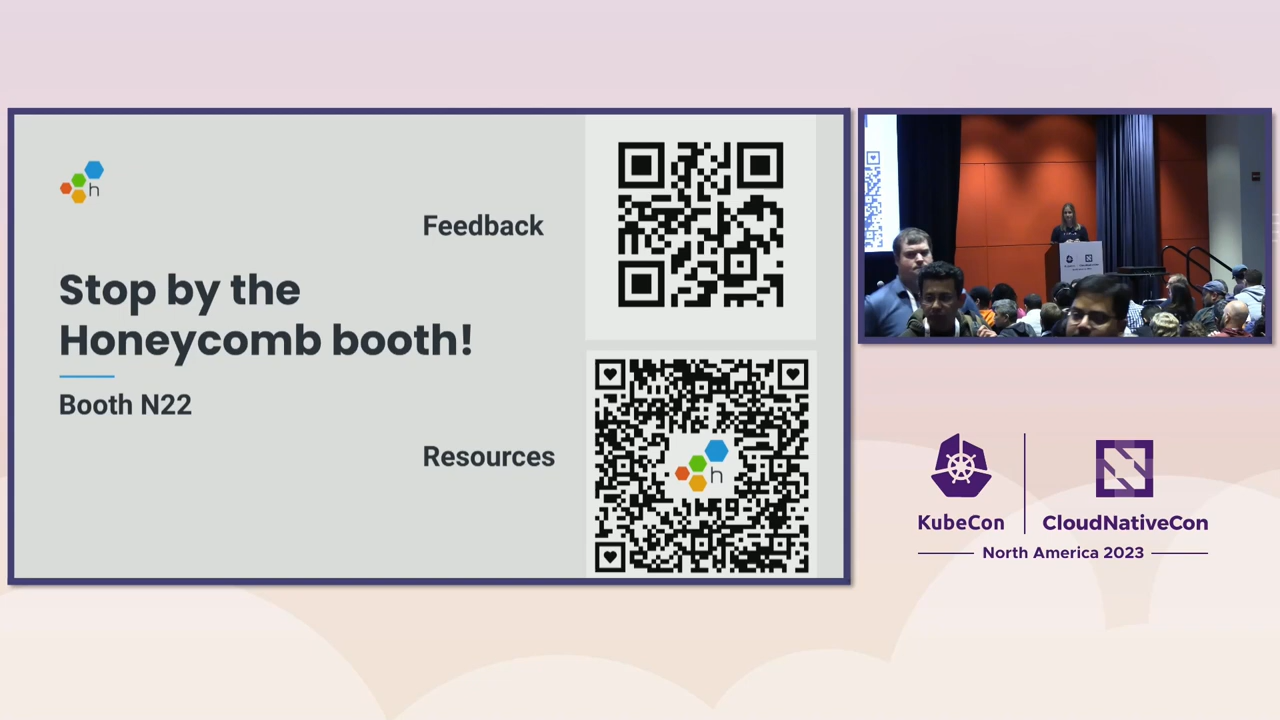 h
Feedback
Stop by the
Honeycomb booth!
Booth N22
Resources
h
KubeCon
CloudNativeCon
North America 2023